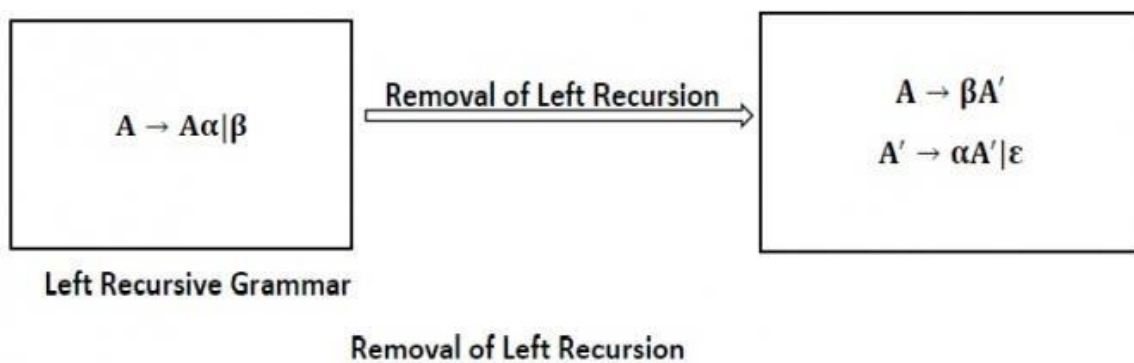 A → Aα|β
Removal of Left Recursion
A → βA′
A′ → αA′|ε
Left Recursive Grammar
Removal of Left Recursion